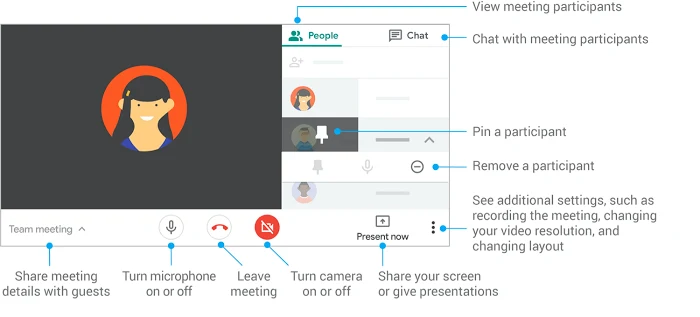 View meeting participants
People
Chat
Chat with meeting participants
Pin a participant
Remove a participant
See additional settings, such as
recording the meeting, changing
your video resolution, and
changing layout
Team meeting
Present now
Share meeting
details with guests
Turn microphone
on or off
Leave
meeting
Turn camera
on or off
Share your screen
or give presentations